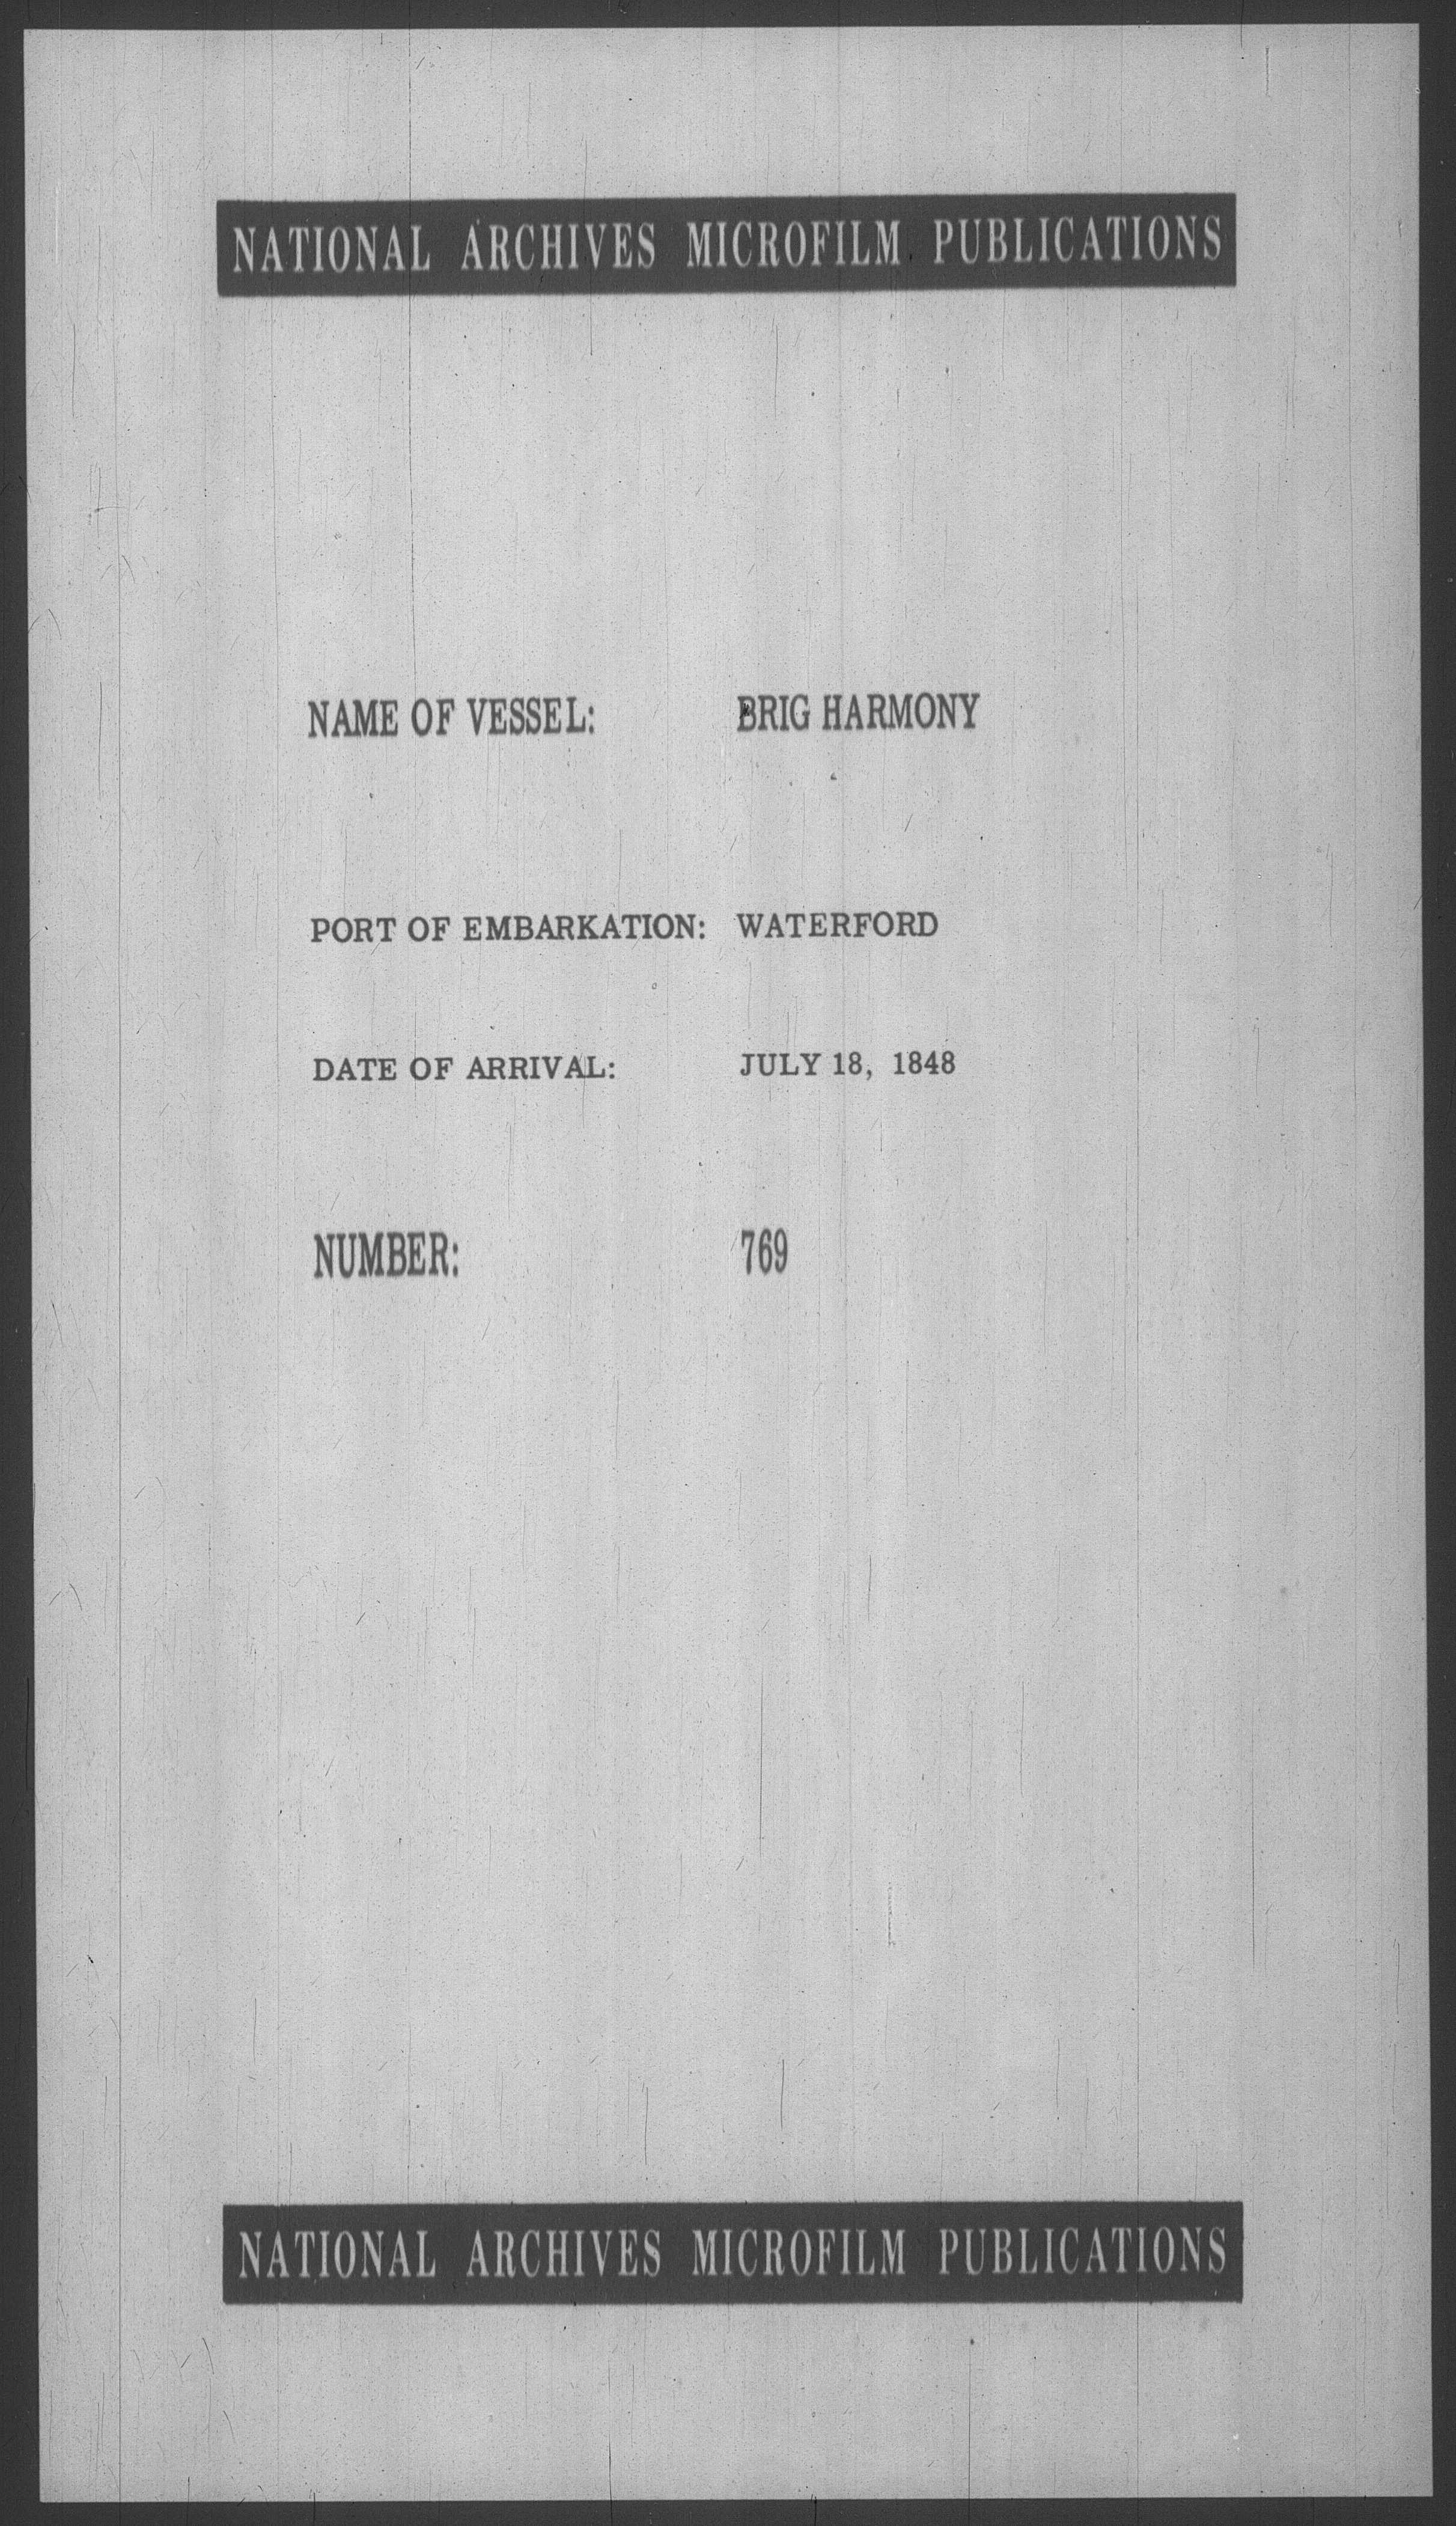 NATIONAL ARCHIVES MICROFILM PUBLICATIONS
NAME OF VESSEL: BRIG HARMONY
PORT OF EMBARKATION: WATERFORD
DATE OF ARRIVAL: JULY 18, 1848
NUMBER: 769
NATIONAL ARCHIVES MICROFILM PUBLICATIONS